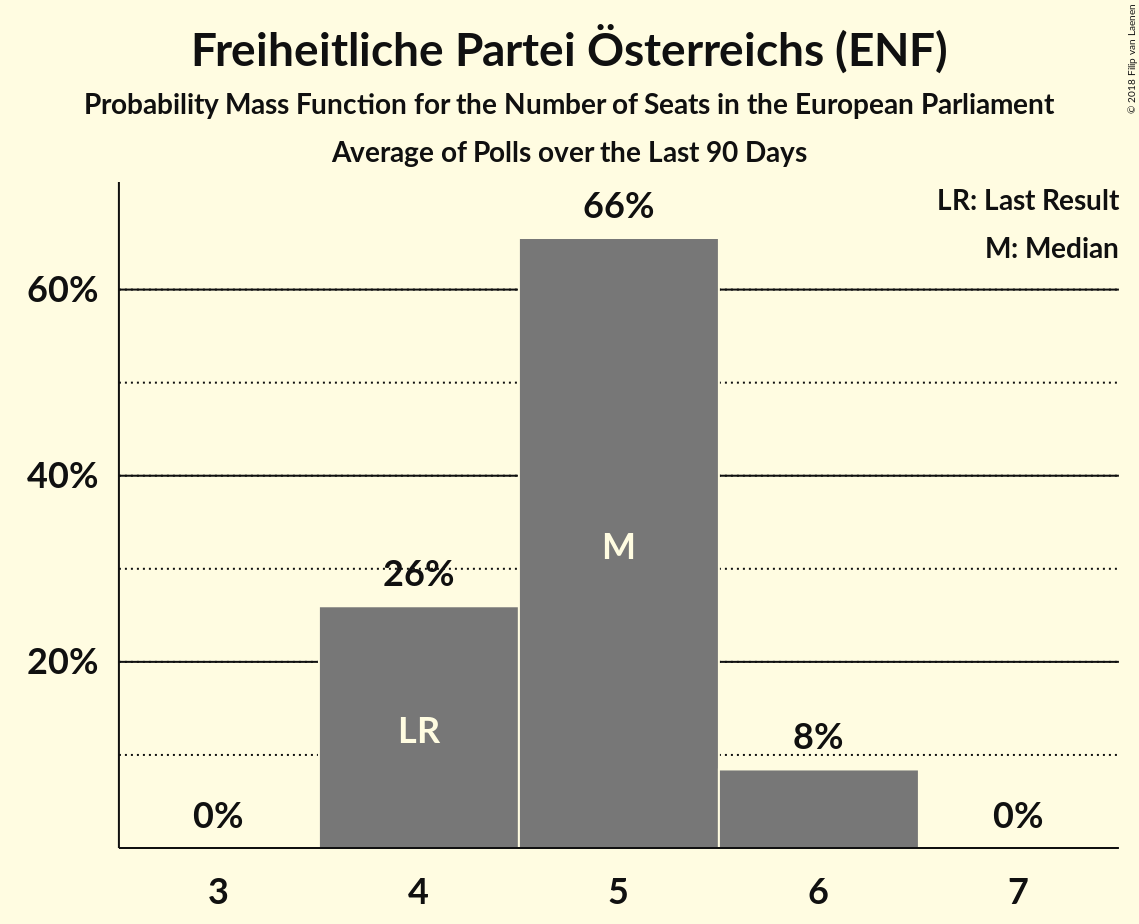 Freiheitliche Partei Österreichs (ENF)
Probability Mass Function for the Number of Seats in the European Parliament
Average of Polls over the Last 90 Days
© 2018 Filip van Laenen
LR: Last Result
M: Median
66%
60%
40%
M
26%
20%
LR
8%
0%
0%
3 4 5 6 7